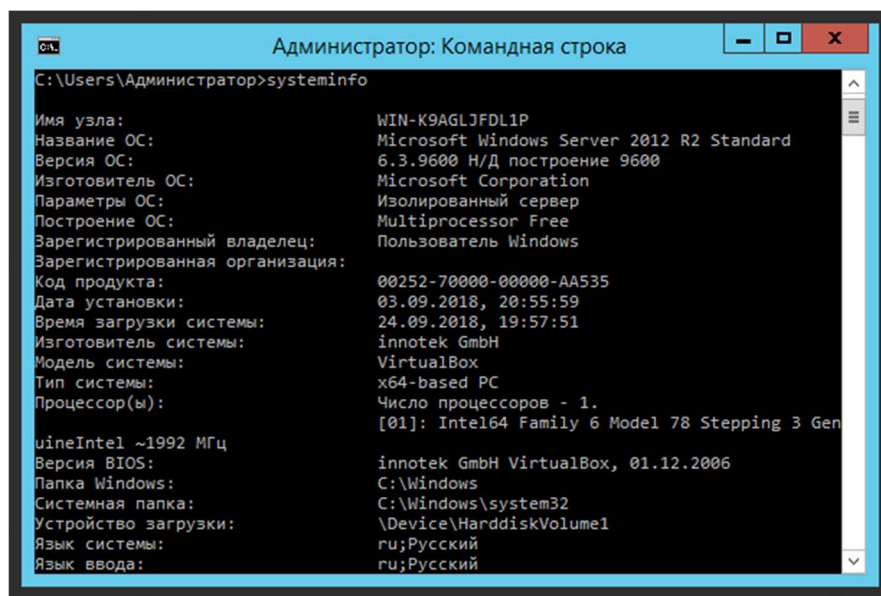 Администратор: Командная строка
C:\Users\Администратор>systeminfo
Имя узла: WIN-K9AGLJFDL1P
Название ОС: Microsoft Windows Server 2012 R2 Standard
Версия ОС: 6.3.9600 Н/Д построение 9600
Изготовитель ОС: Microsoft Corporation
Параметры ОС: Изолированный сервер
Построение ОС: Multiprocessor Free
Зарегистрированный владелец: Пользователь Windows
Зарегистрированная организация:
Код продукта: 00252-70000-00000-AA535
Дата установки: 03.09.2018, 20:55:59
Время загрузки системы: 24.09.2018, 19:57:51
Изготовитель системы: innotek GmbH
Модель системы: VirtualBox
Тип системы: x64-based PC
Процессор(ы): Число процессоров - 1.
[01]: Intel64 Family 6 Model 78 Stepping 3 Gen
uineIntel ~1992 МГц
Версия BIOS: innotek GmbH VirtualBox, 01.12.2006
Папка Windows: C:\Windows
Системная папка: C:\Windows\system32
Устройство загрузки: \Device\HarddiskVolume1
Язык системы: ru;Русский
Язык ввода: ru;Русский